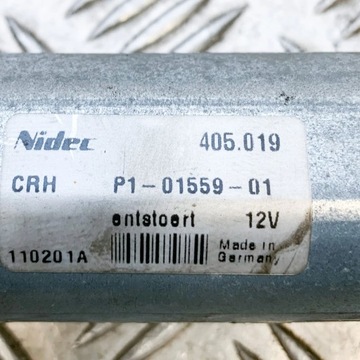 Nidec 405.019
CRH P1-01559-01
entstoert 12V
110201A Made in
Germany